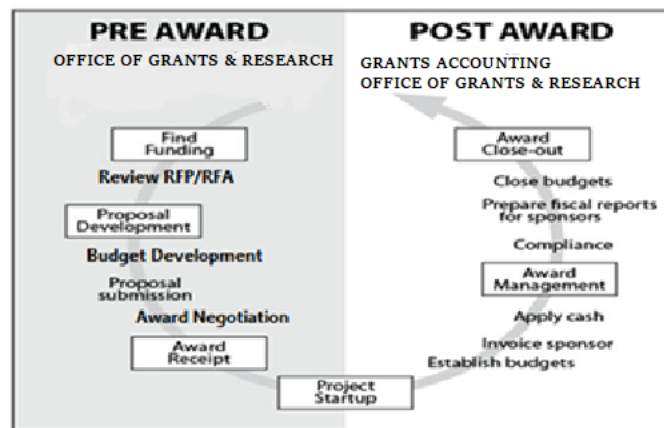 PRE AWARD
OFFICE OF GRANTS & RESEARCH
Find
Funding
Review RFP/RFA
Proposal
Development
Budget Development
Proposal
submission
Award Negotiation
Award
Receipt
Project
Startup
POST AWARD
GRANTS ACCOUNTING
OFFICE OF GRANTS & RESEARCH
Award
Close-out
Close budgets
Prepare fiscal reports
for sponsors
Compliance
Award
Management
Apply cash
Invoice sponsor
Establish budgets